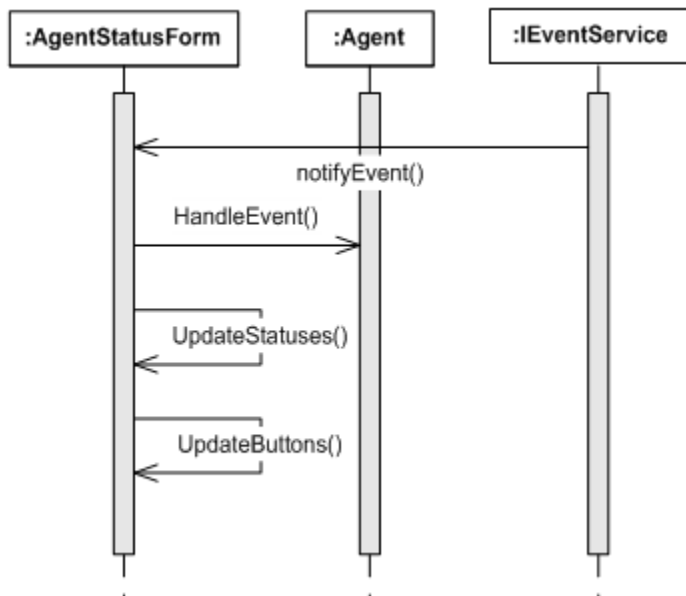 :AgentStatusForm
:Agent
:IEventService
notifyEvent()
HandleEvent()
UpdateStatuses()
UpdateButtons()